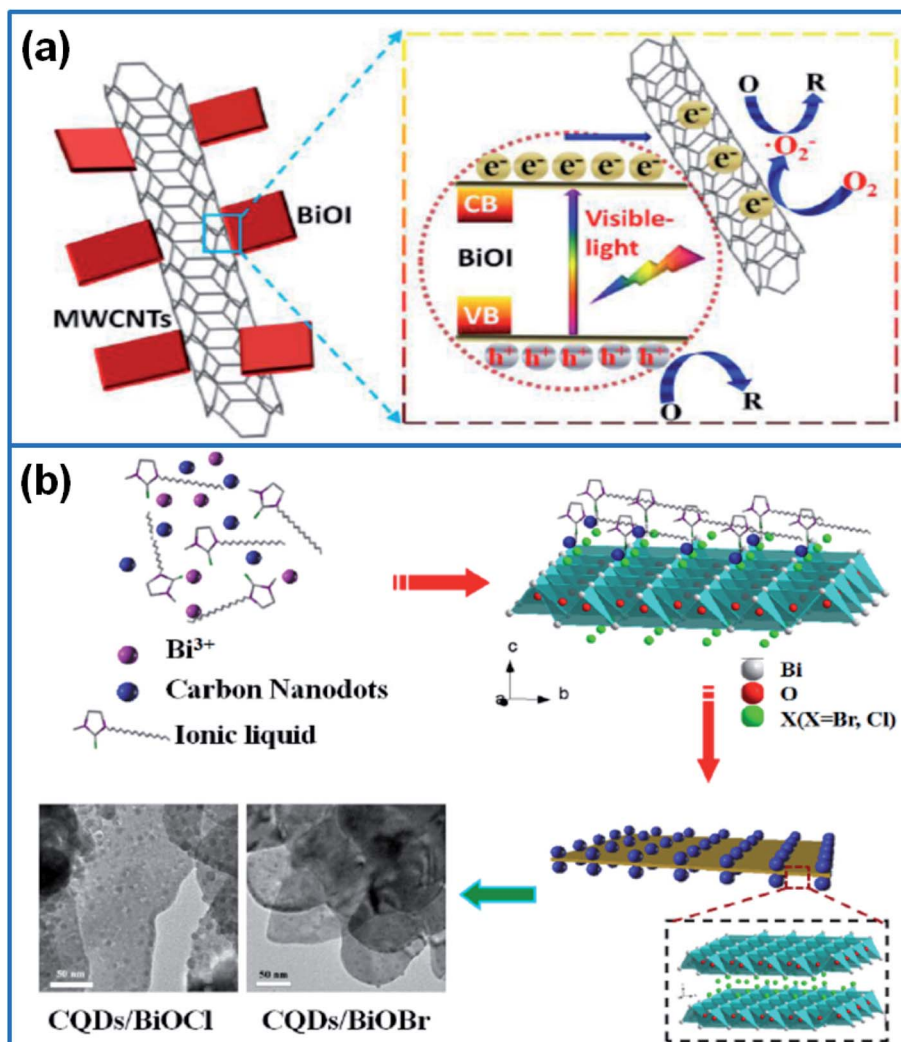 (a)
BiOI
MWCNTs
e⁻ e⁻ e⁻ e⁻ e⁻
CB
BiOI
VB
Visible-
light
h⁺ h⁺ h⁺ h⁺ h⁺
O R
e⁻
e⁻
e⁻
O R
·O₂⁻
O₂
(b)
Bi³⁺
Carbon Nanodots
Ionic liquid
c
a b
Bi
O
X(X=Br, Cl)
50 nm
50 nm
CQDs/BiOCl CQDs/BiOBr